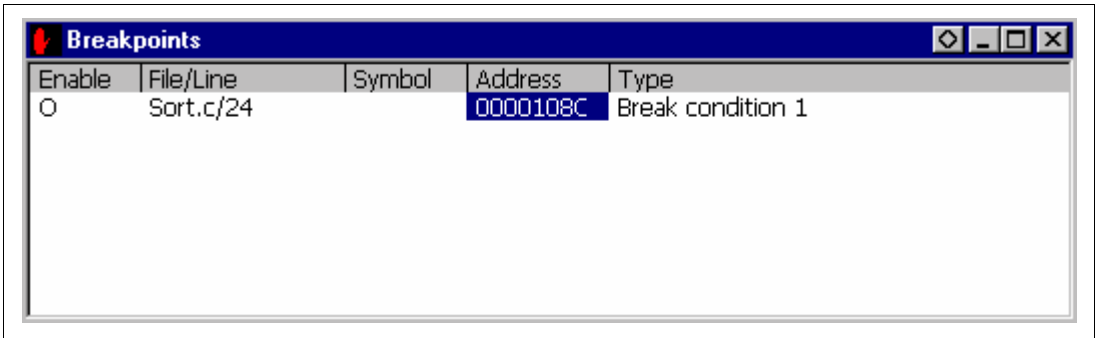 Breakpoints
Enable File/Line Symbol Address Type
O Sort.c/24 0000108C Break condition 1